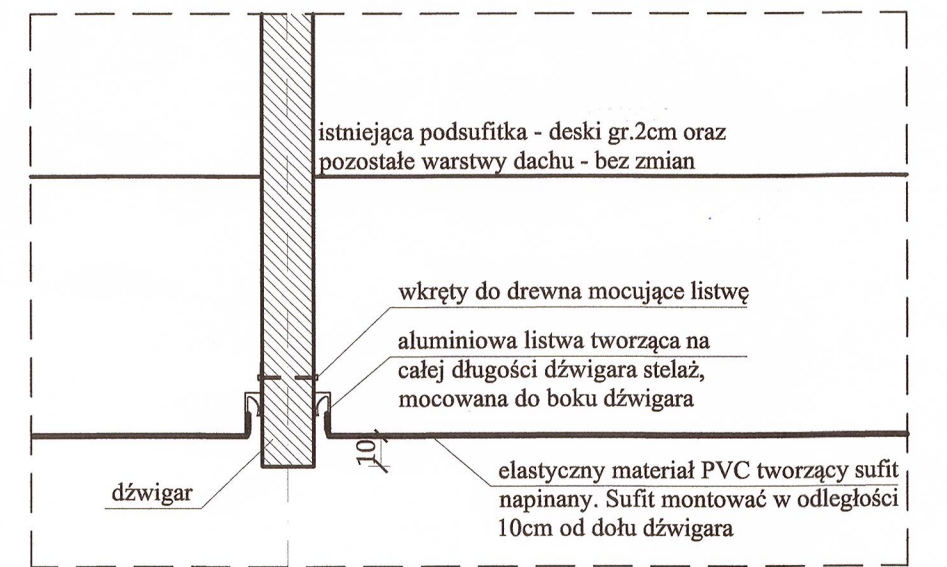 istniejąca podsufitka - deski gr.2cm oraz
pozostałe warstwy dachu - bez zmian
wkręty do drewna mocujące listwę
aluminiowa listwa tworząca na
całej długości dźwigara stelaż,
mocowana do boku dźwigara
10
elastyczny materiał PVC tworzący sufit
napinany. Sufit montować w odległości
10cm od dołu dźwigara
dźwigar